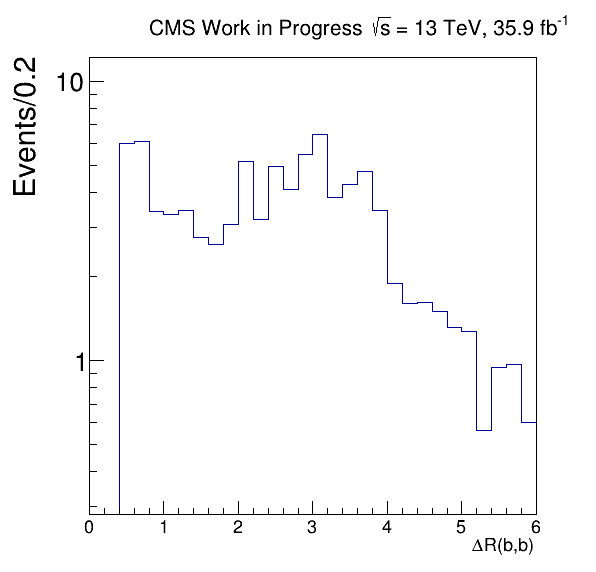 CMS Work in Progress √s = 13 TeV, 35.9 fb⁻¹
Events/0.2
10
1
0 1 2 3 4 5 6
ΔR(b,b)